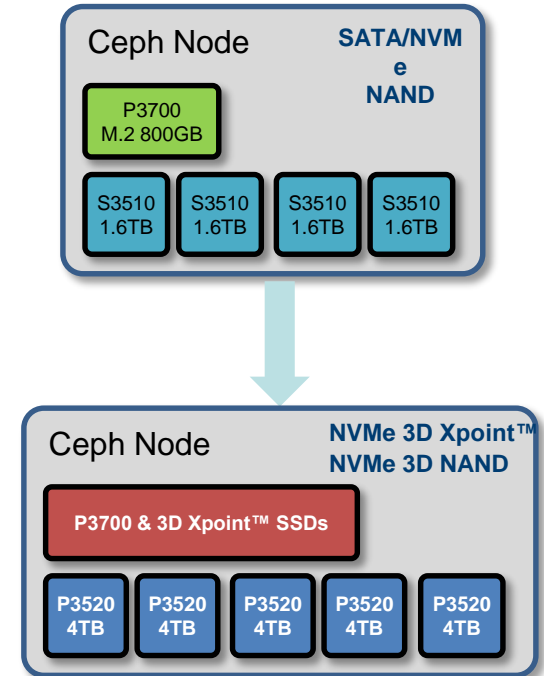 Ceph Node
SATA/NVM
e
NAND
P3700
M.2 800GB
S3510
1.6TB
S3510
1.6TB
S3510
1.6TB
S3510
1.6TB
Ceph Node
NVMe 3D Xpoint™
NVMe 3D NAND
P3700 & 3D Xpoint™ SSDs
P3520
4TB
P3520
4TB
P3520
4TB
P3520
4TB
P3520
4TB